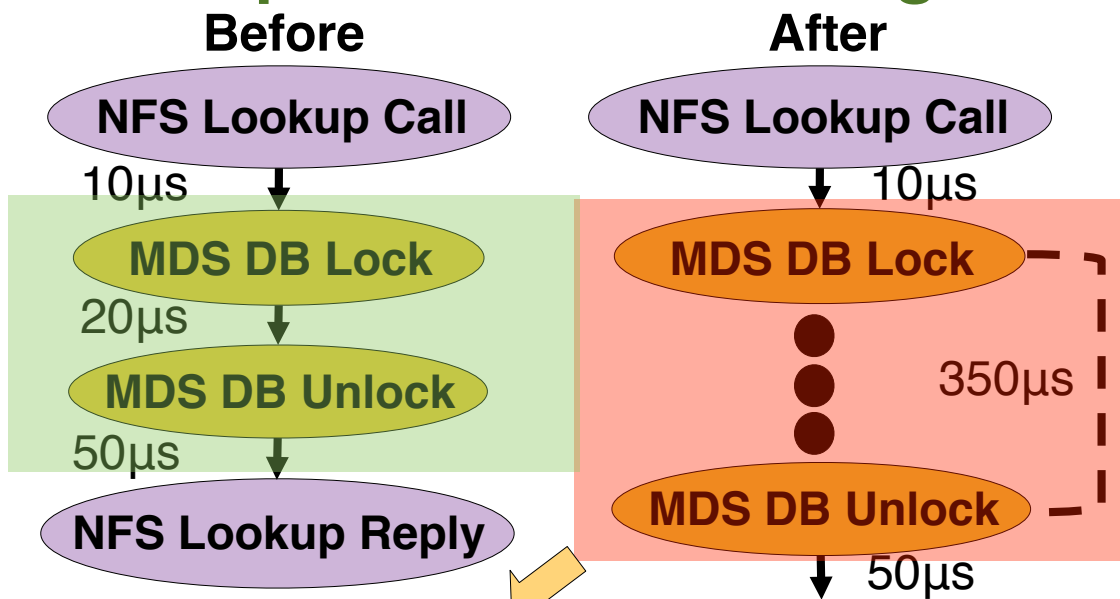 Before
NFS Lookup Call
10µs
MDS DB Lock
20µs
MDS DB Unlock
50µs
NFS Lookup Reply
After
NFS Lookup Call
10µs
MDS DB Lock
350µs
MDS DB Unlock
50µs